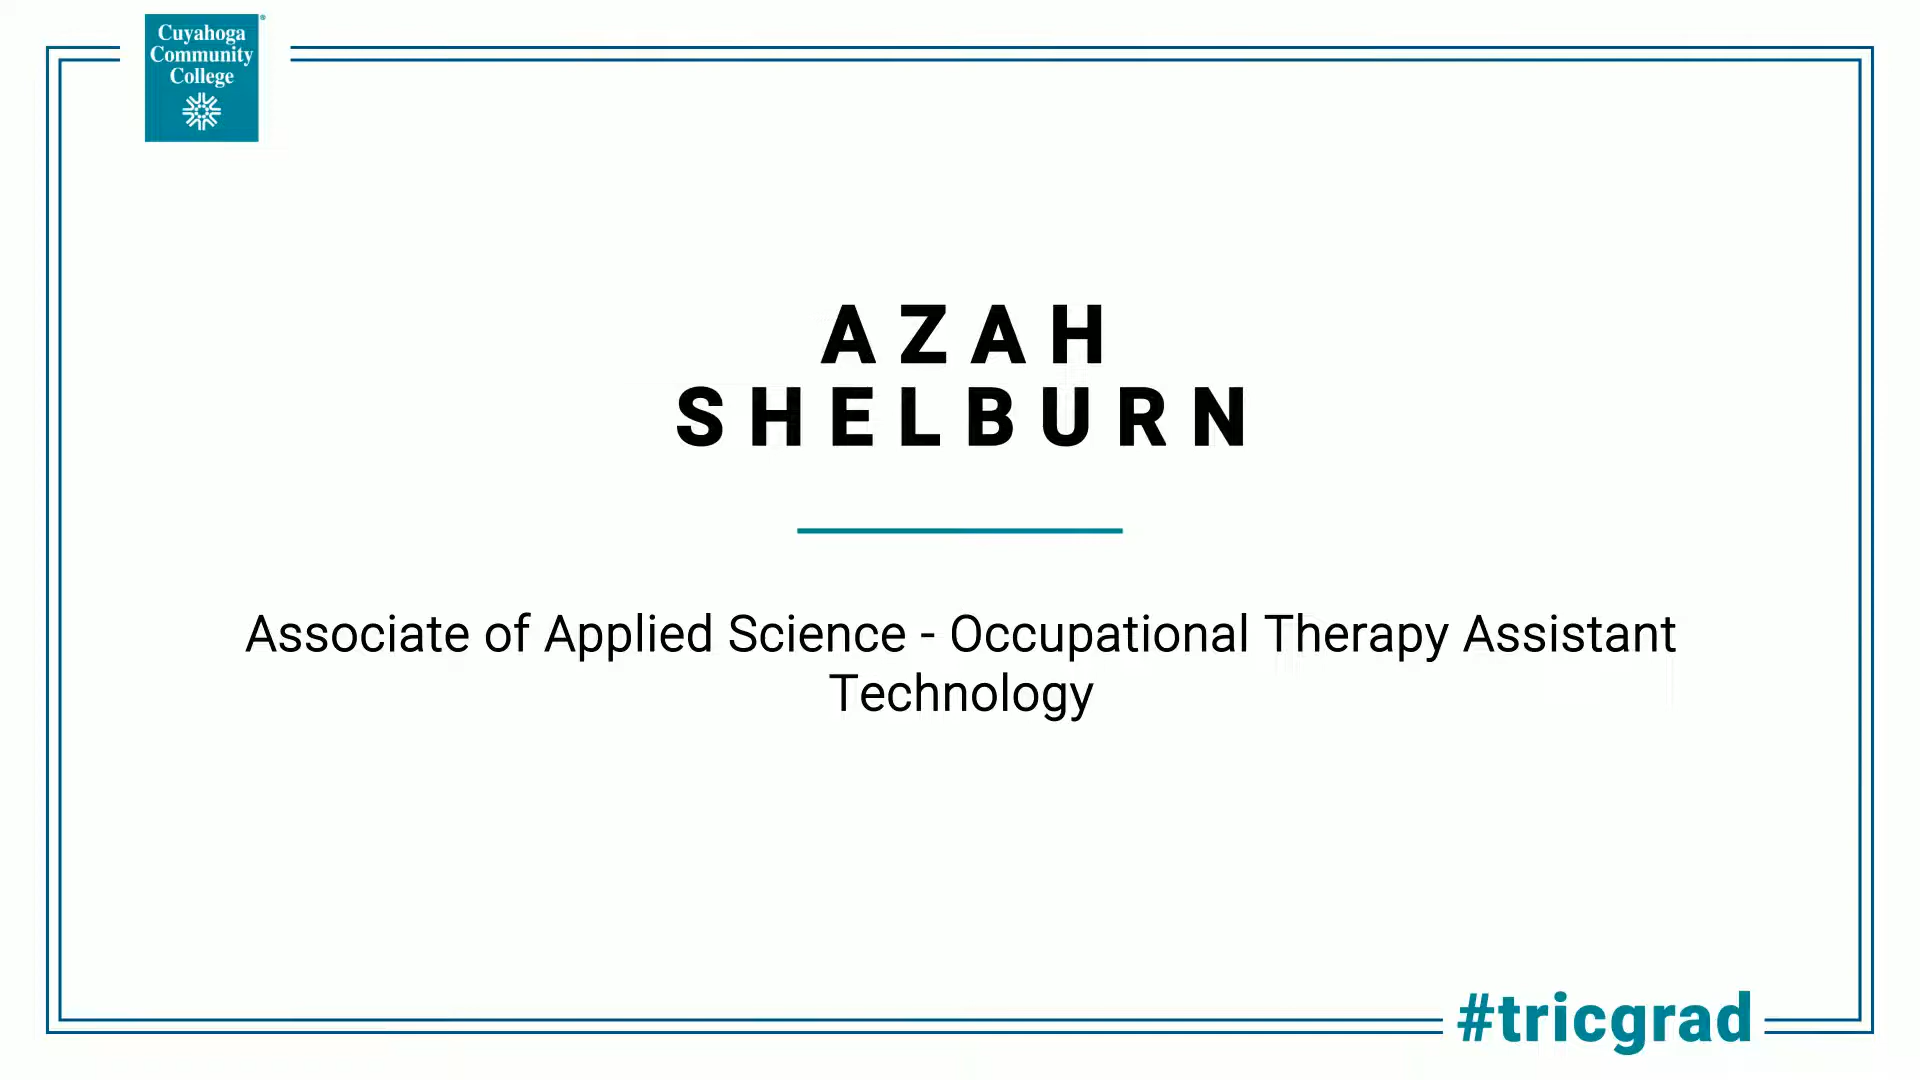 Cuyahoga
Community
College
AZAH
SHELBURN
Associate of Applied Science - Occupational Therapy Assistant
Technology
#tricgrad